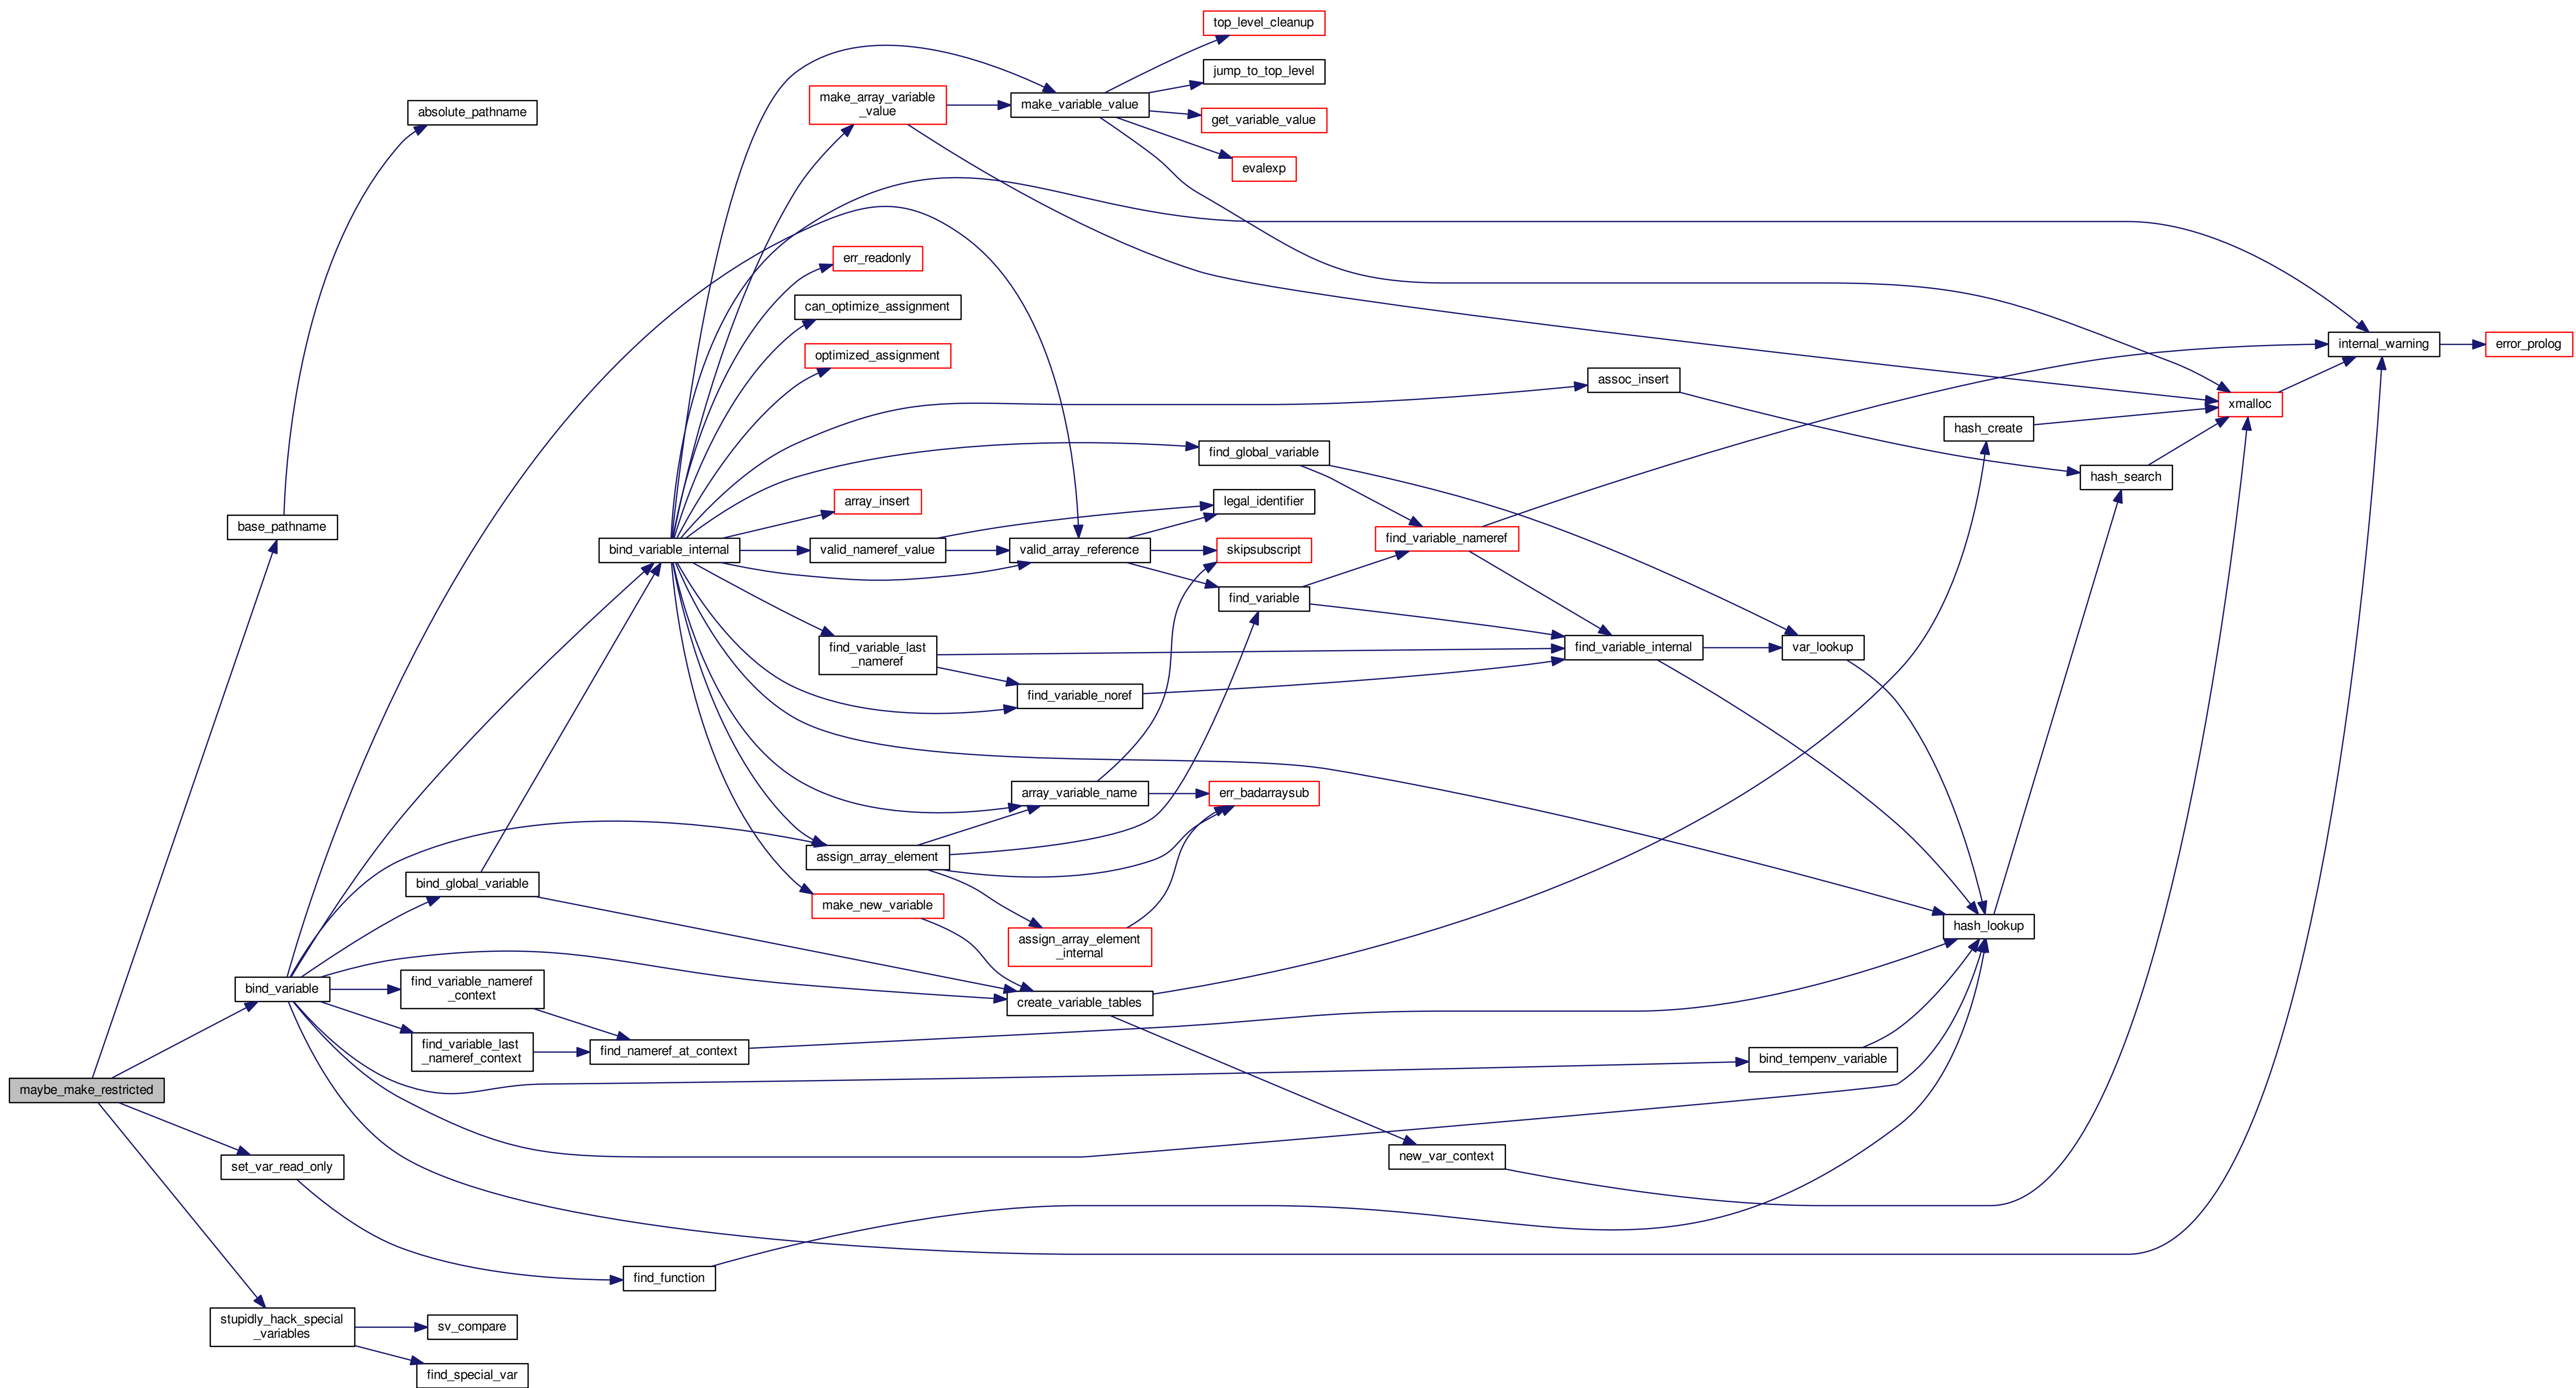 top_level_cleanup
jump_to_top_level
make_array_variable
_value
make_variable_value
absolute_pathname
get_variable_value
evalexp
err_readonly
can_optimize_assignment
internal_warning
error_prolog
optimized_assignment
assoc_insert
xmalloc
hash_create
find_global_variable
hash_search
array_insert
legal_identifier
base_pathname
find_variable_nameref
bind_variable_internal
valid_nameref_value
valid_array_reference
skipsubscript
find_variable
find_variable_last
_nameref
find_variable_internal
var_lookup
find_variable_noref
array_variable_name
err_badarraysub
assign_array_element
bind_global_variable
make_new_variable
hash_lookup
assign_array_element
_internal
bind_variable
find_variable_nameref
_context
create_variable_tables
find_variable_last
_nameref_context
find_nameref_at_context
bind_tempenv_variable
maybe_make_restricted
new_var_context
set_var_read_only
find_function
stupidly_hack_special
_variables
sv_compare
find_special_var